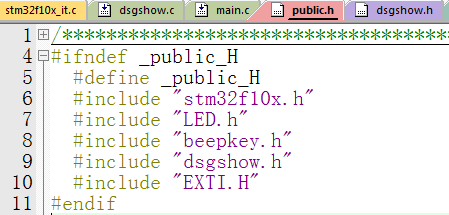 stm32f10x_it.c dsgshow.c main.c public.h dsgshow.h
1 /***********************************
4 #ifndef _public_H
5 #define _public_H
6 #include "stm32f10x.h"
7 #include "LED.h"
8 #include "beepkey.h"
9 #include "dsgshow.h"
10 #include "EXTI.H"
11 #endif